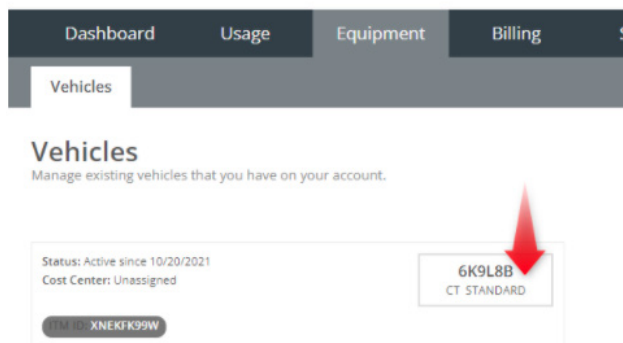 Dashboard Usage Equipment Billing S
Vehicles
Vehicles
Manage existing vehicles that you have on your account.
Status: Active since 10/20/2021
Cost Center: Unassigned
6K9L8B
CT STANDARD
ITM ID: XNEKFK99W